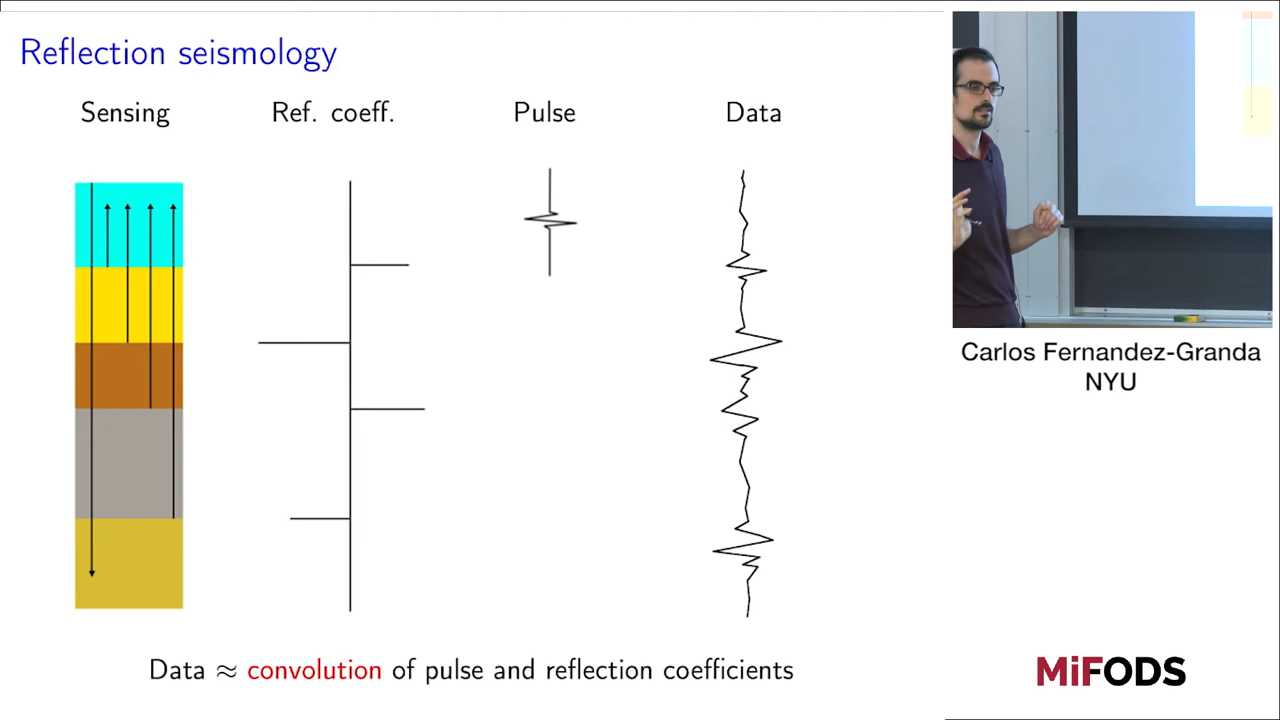 Reflection seismology
Sensing
Ref. coeff.
Pulse
Data
Data ≈ convolution of pulse and reflection coefficients
Carlos Fernandez-Granda
NYU
MiFODS